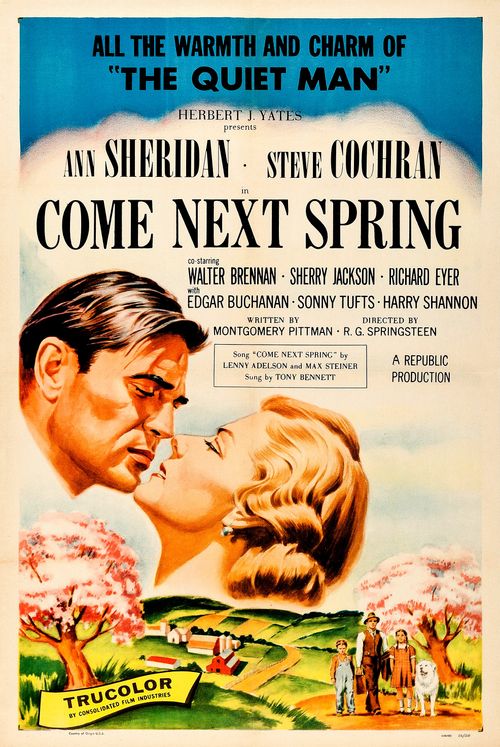 ALL THE WARMTH AND CHARM OF
"THE QUIET MAN"
HERBERT J. YATES
presents
ANN SHERIDAN · STEVE COCHRAN
in
COME NEXT SPRING
co-starring
WALTER BRENNAN · SHERRY JACKSON · RICHARD EYER
with
EDGAR BUCHANAN · SONNY TUFTS · HARRY SHANNON
WRITTEN BY
MONTGOMERY PITTMAN ·
DIRECTED BY
R. G. SPRINGSTEEN
Song "COME NEXT SPRING" by
LENNY ADELSON and MAX STEINER
Sung by TONY BENNETT
A REPUBLIC
PRODUCTION
TRUCOLOR
BY CONSOLIDATED FILM INDUSTRIES
Country of Origin U.S.A.